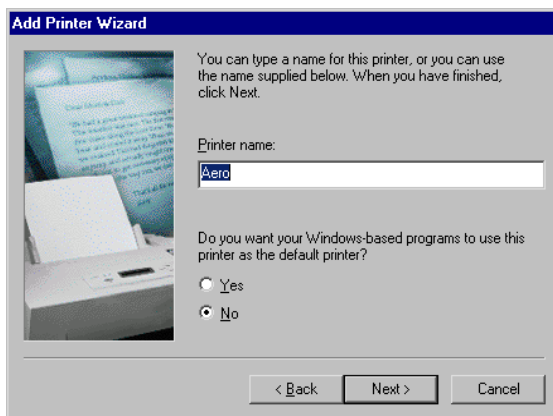 Add Printer Wizard
You can type a name for this printer, or you can use
the name supplied below. When you have finished,
click Next.
Printer name:
Aero
Do you want your Windows-based programs to use this
printer as the default printer?
Yes
No
< Back
Next >
Cancel